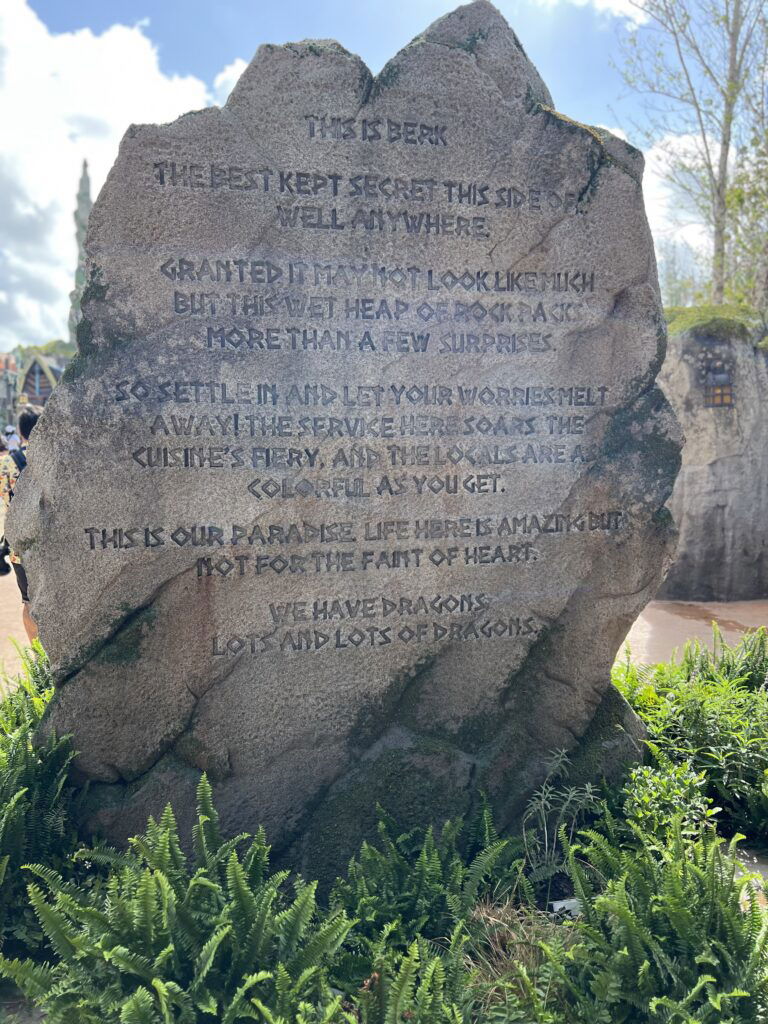 THIS IS BERK
THE BEST KEPT SECRET THIS SIDE OF
WELL ANYWHERE.
GRANTED IT MAY NOT LOOK LIKE MUCH
BUT THIS WET HEAP OF ROCK PACKS
MORE THAN A FEW SURPRISES.
SO SETTLE IN AND LET YOUR WORRIES MELT
AWAY! THE SERVICE HERE SOARS THE
CUISINE'S FIERY, AND THE LOCALS ARE AS
COLORFUL AS YOU GET.
THIS IS OUR PARADISE. LIFE HERE IS AMAZING BUT
NOT FOR THE FAINT OF HEART.
WE HAVE DRAGONS.
LOTS AND LOTS OF DRAGONS.